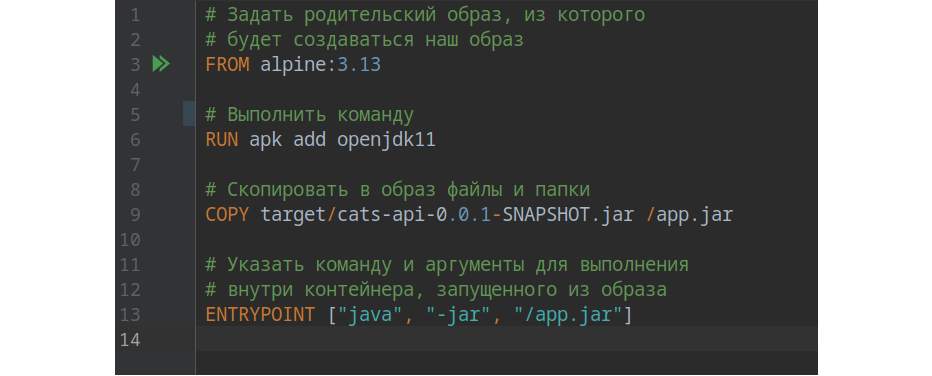 1 # Задать родительский образ, из которого
2 # будет создаваться наш образ
3 FROM alpine:3.13
4
5 # Выполнить команду
6 RUN apk add openjdk11
7
8 # Скопировать в образ файлы и папки
9 COPY target/cats-api-0.0.1-SNAPSHOT.jar /app.jar
10
11 # Указать команду и аргументы для выполнения
12 # внутри контейнера, запущенного из образа
13 ENTRYPOINT ["java", "-jar", "/app.jar"]
14